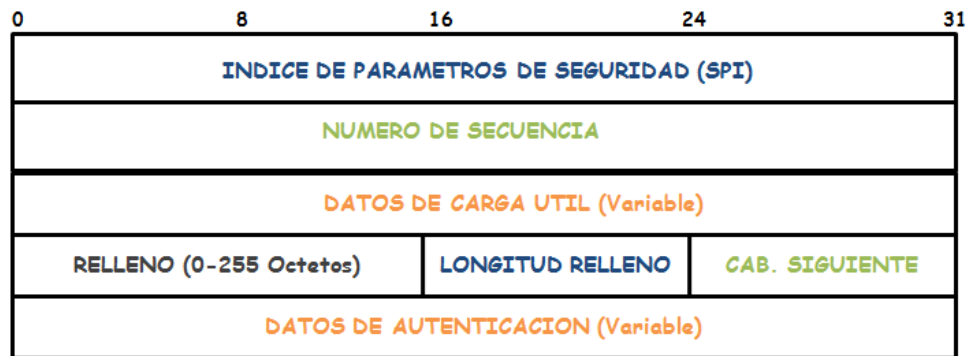 0 8 16 24 31
INDICE DE PARAMETROS DE SEGURIDAD (SPI)
NUMERO DE SECUENCIA
DATOS DE CARGA UTIL (Variable)
RELLENO (0-255 Octetos) LONGITUD RELLENO CAB. SIGUIENTE
DATOS DE AUTENTICACION (Variable)